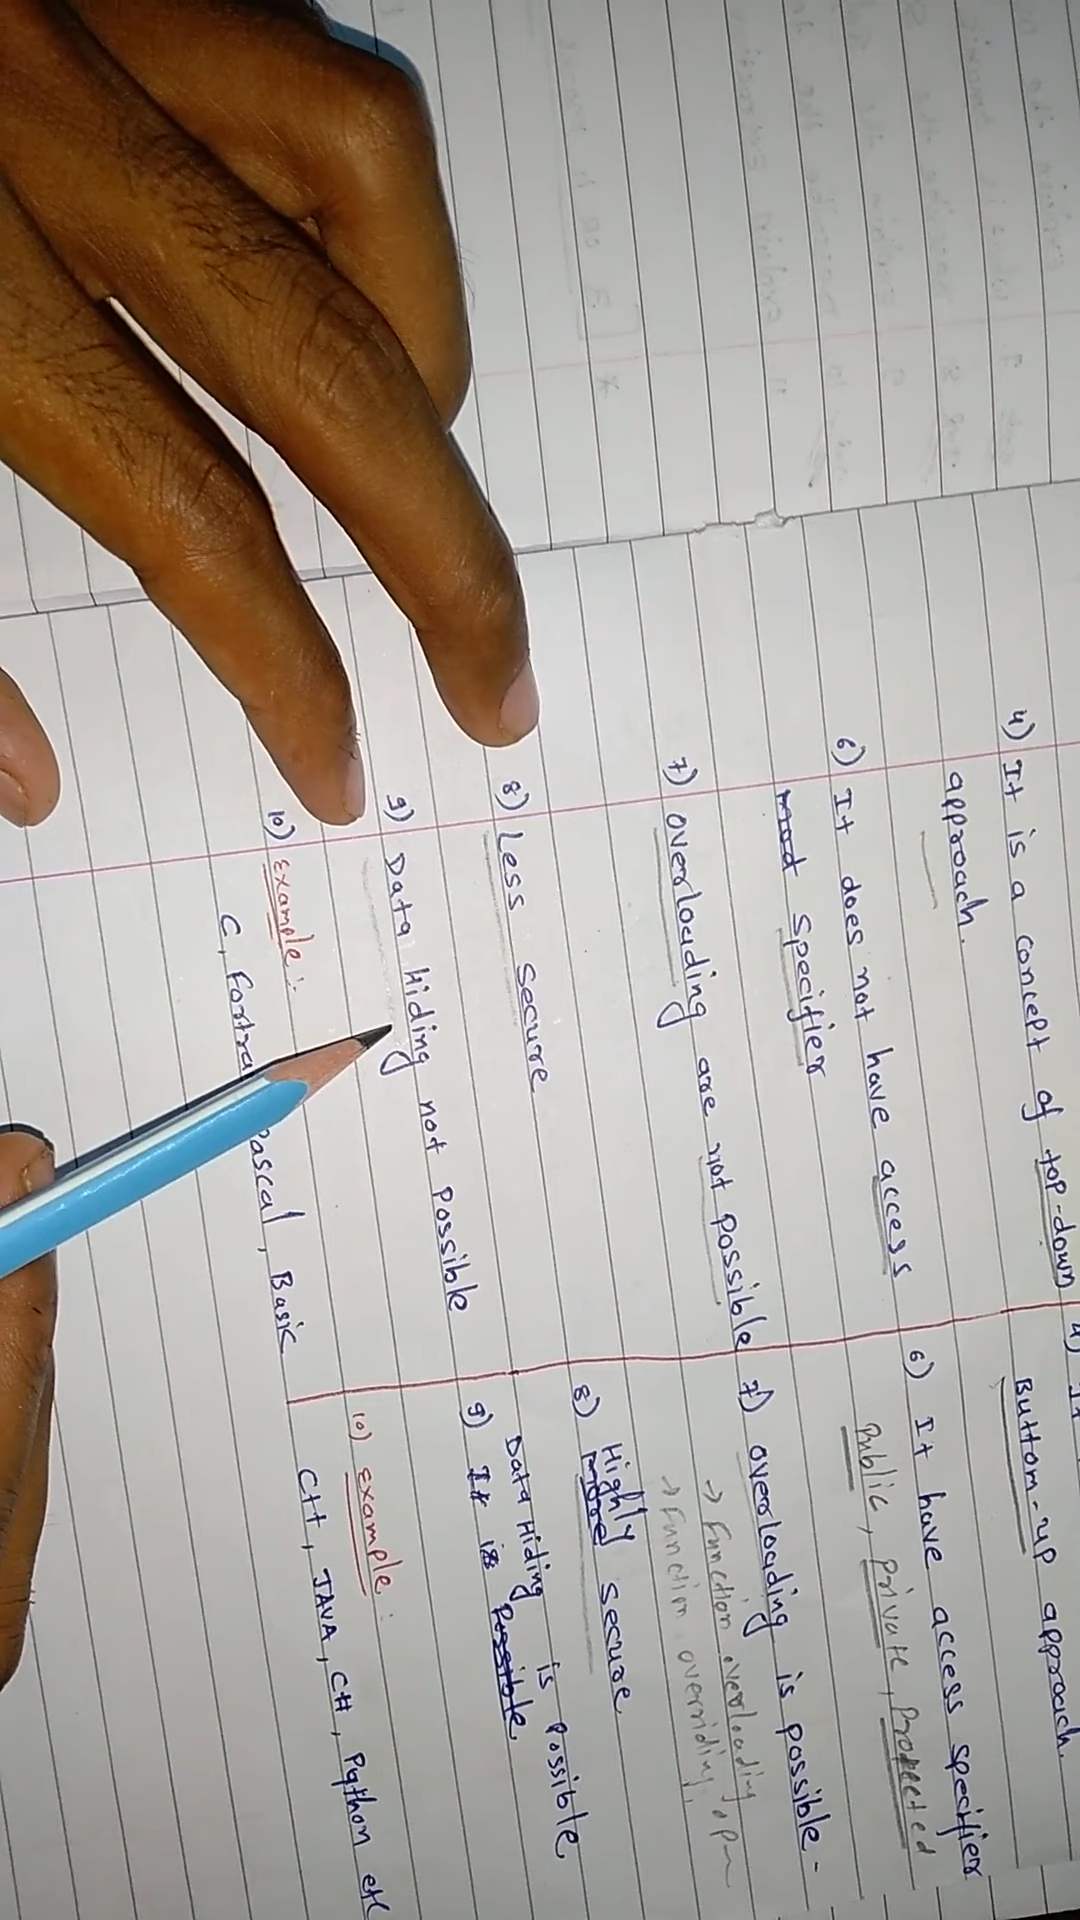 4) It is a concept of top-down
approach.
6) It does not have access
specifier
7) overloading are not possible
8) Less secure
9) Data Hiding not possible
10) Example :-
C, Fortra Pascal, Basic
4) It
Buttom-up approach.
6) It have access specifier
Public, private, Protected
7) overloading is possible -
→ Function overloading
→ Function overriding,
8) Highly secure
Data Hiding is possible
9)
10) Example :
C++, JAVA, C#, Python etc